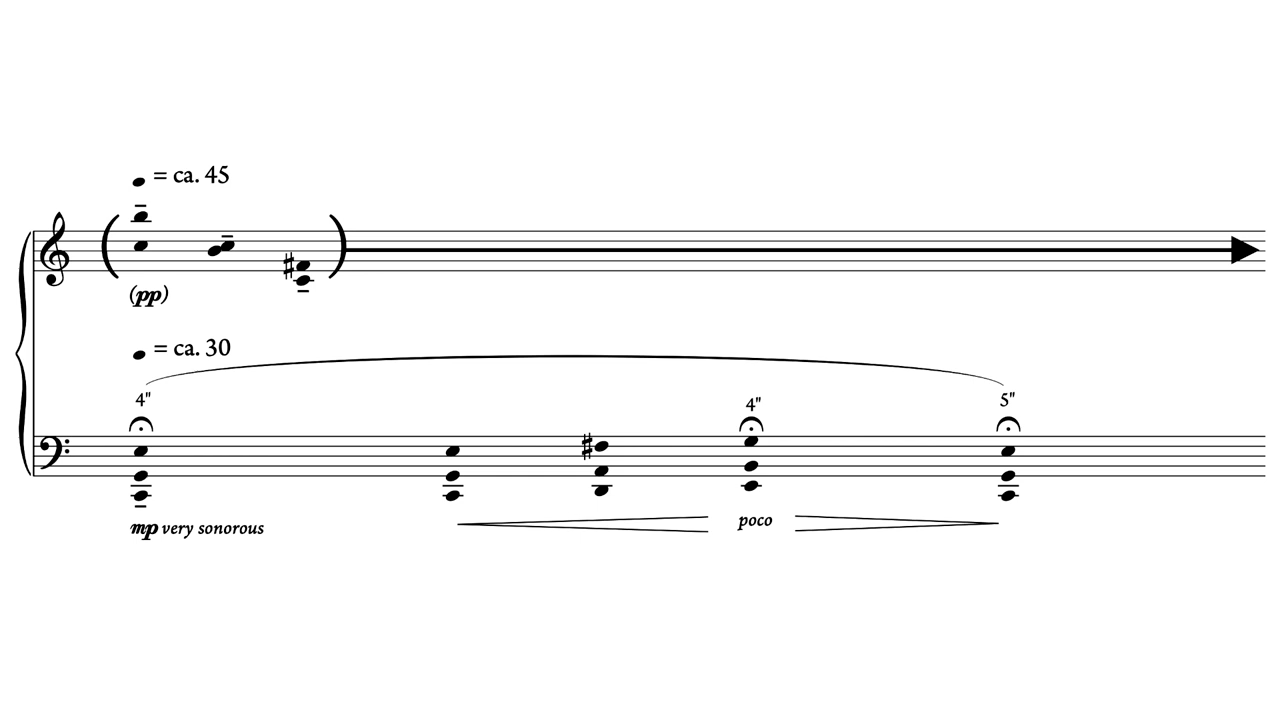 = ca. 45
(pp)
= ca. 30
4" 4" 5"
mp very sonorous poco